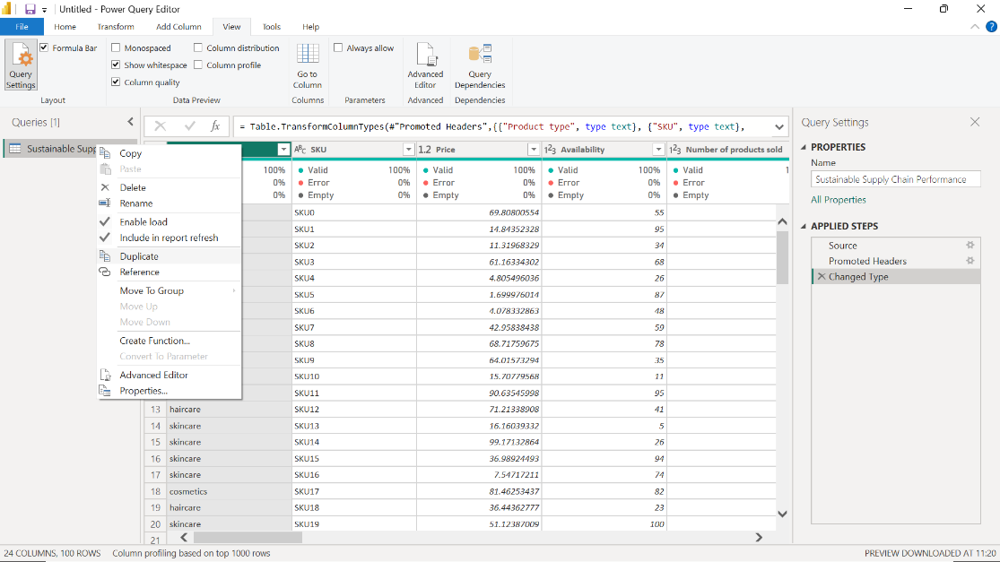 Untitled - Power Query Editor
File Home Transform Add Column View Tools Help
Query Settings
Formula Bar
Layout
Monospaced
Show whitespace
Column quality
Column distribution
Column profile
Data Preview
Go to Column
Columns
Always allow
Parameters
Advanced Editor
Advanced
Query Dependencies
Dependencies
Queries [1]
Sustainable Supp
fx
= Table.TransformColumnTypes(#"Promoted Headers",{{"Product type", type text}, {"SKU", type text},
Copy
Paste
Delete
Rename
Enable load
Include in report refresh
Duplicate
Reference
Move To Group
Move Up
Move Down
Create Function...
Convert To Parameter
Advanced Editor
Properties...
ABC SKU 1.2 Price 123 Availability 123 Number of products sold
100% Valid 100% Valid 100% Valid 100% Valid 1
0% Error 0% Error 0% Error 0% Error
0% Empty 0% Empty 0% Empty 0% Empty
SKU0 69.80800554 55
SKU1 14.84352328 95
SKU2 11.31968329 34
SKU3 61.16334302 68
SKU4 4.805496036 26
SKU5 1.699976014 87
SKU6 4.078332863 48
SKU7 42.95838438 59
SKU8 68.71759675 78
SKU9 64.01573294 35
SKU10 15.70779568 11
SKU11 90.63545998 95
13 haircare SKU12 71.21338908 41
14 skincare SKU13 16.16039332 5
15 skincare SKU14 99.17132864 26
16 skincare SKU15 36.98924493 94
17 skincare SKU16 7.54717211 74
18 cosmetics SKU17 81.46253437 82
19 haircare SKU18 36.44362777 23
20 skincare SKU19 51.12387009 100
21
Query Settings
PROPERTIES
Name
Sustainable Supply Chain Performance
All Properties
APPLIED STEPS
Source
Promoted Headers
Changed Type
24 COLUMNS, 100 ROWS Column profiling based on top 1000 rows PREVIEW DOWNLOADED AT 11:20